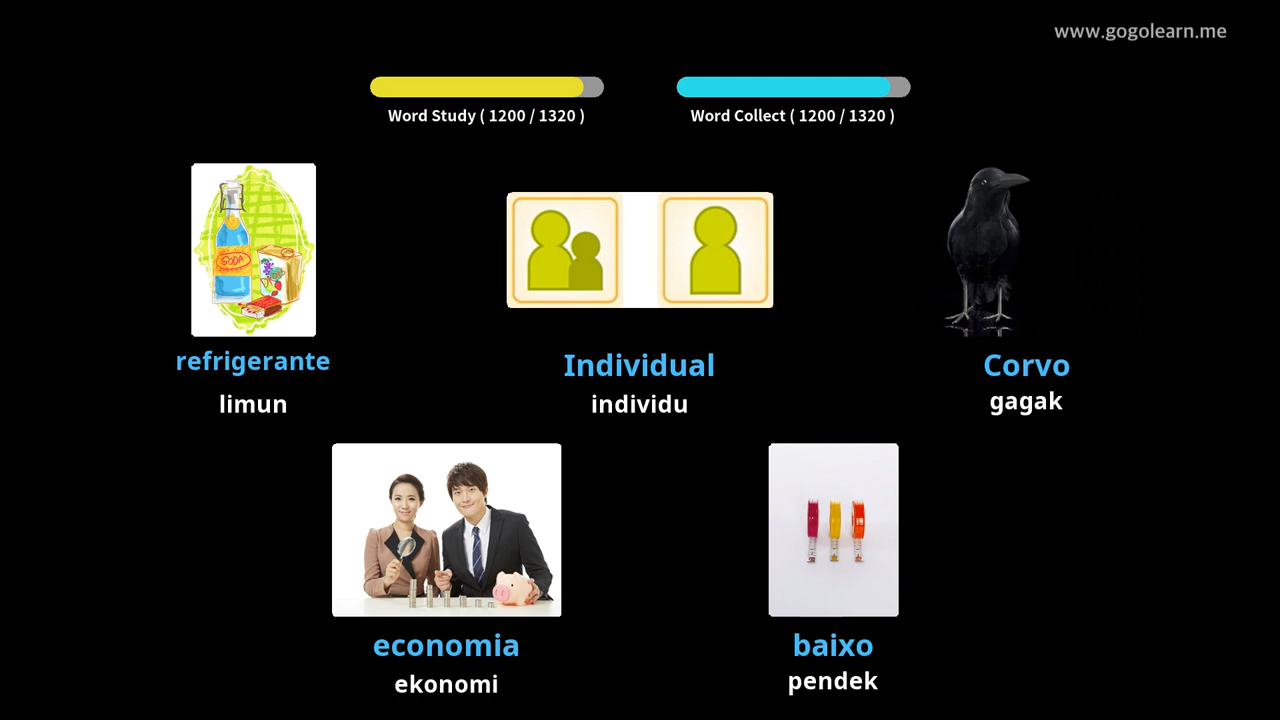 www.gogolearn.me
Word Study ( 1200 / 1320 )
Word Collect ( 1200 / 1320 )
SODA
refrigerante
limun
Individual
individu
Corvo
gagak
economia
ekonomi
baixo
pendek